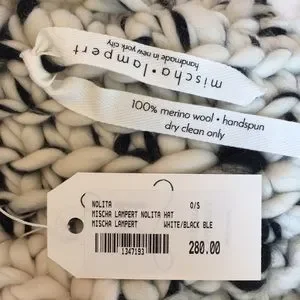 mischa • lampert
handmade in new york city
100% merino wool • handspun
dry clean only
NOLITA O/S
MISCHA LAMPERT NOLITA HAT
MISCHA LAMPERT WHITE/BLACK BLE
1347193 280.00